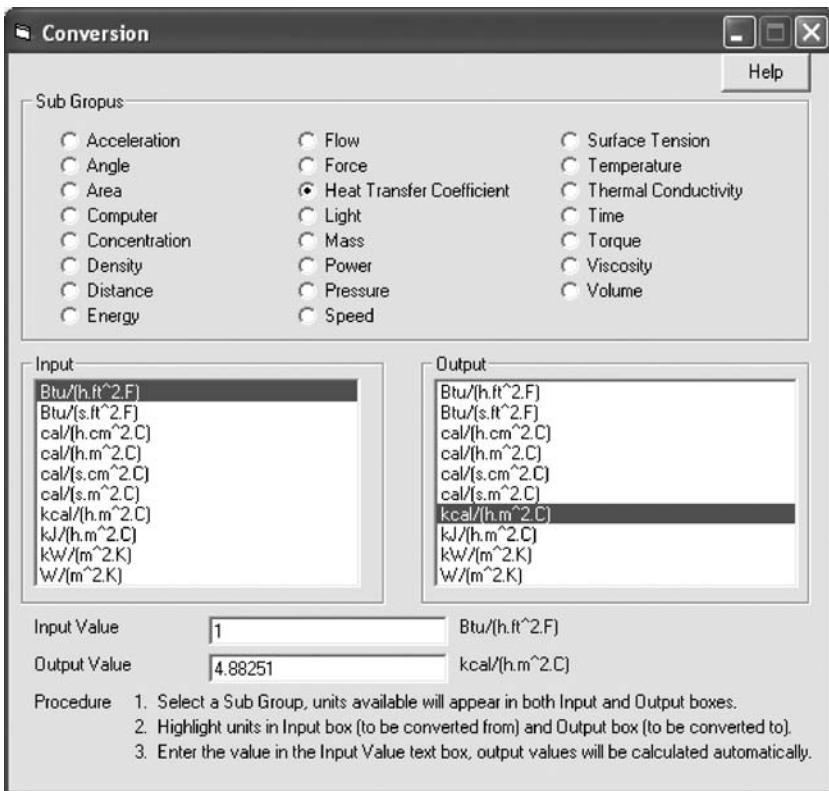 Conversion
Help
Sub Gropus
Acceleration Flow Surface Tension
Angle Force Temperature
Area Heat Transfer Coefficient Thermal Conductivity
Computer Light Time
Concentration Mass Torque
Density Power Viscosity
Distance Pressure Volume
Energy Speed
Input Output
Btu/(h.ft^2.F) Btu/(h.ft^2.F)
Btu/(s.ft^2.F) Btu/(s.ft^2.F)
cal/(h.cm^2.C) cal/(h.cm^2.C)
cal/(h.m^2.C) cal/(h.m^2.C)
cal/(s.cm^2.C) cal/(s.cm^2.C)
cal/(s.m^2.C) cal/(s.m^2.C)
kcal/(h.m^2.C) kcal/(h.m^2.C)
kJ/(h.m^2.C) kJ/(h.m^2.C)
kW/(m^2.K) kW/(m^2.K)
W/(m^2.K) W/(m^2.K)
Input Value 1 Btu/(h.ft^2.F)
Output Value 4.88251 kcal/(h.m^2.C)
Procedure 1. Select a Sub Group, units available will appear in both Input and Output boxes.
2. Highlight units in Input box (to be converted from) and Output box (to be converted to).
3. Enter the value in the Input Value text box, output values will be calculated automatically.